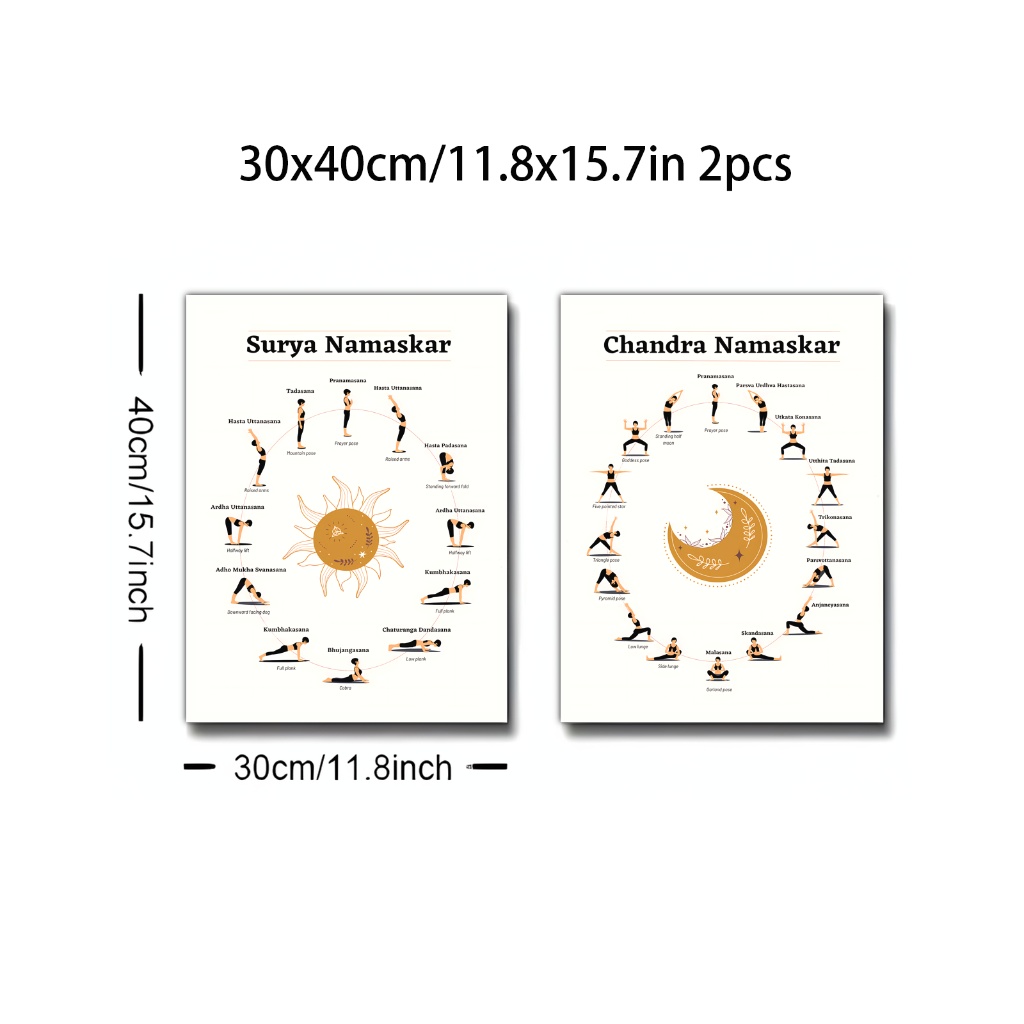 30x40cm/11.8x15.7in 2pcs
40cm/15.7inch
30cm/11.8inch
Surya Namaskar
Pranamasana
Prayer pose
Hasta Uttanasana
Raised arms
Hasta Padasana
Standing forward fold
Ardha Uttanasana
Halfway lift
Kumbhakasana
Full plank
Chaturanga Dandasana
Low plank
Bhujangasana
Cobra
Kumbhakasana
Full plank
Adho Mukha Svanasana
Downward facing dog
Ardha Uttanasana
Halfway lift
Hasta Uttanasana
Raised arms
Tadasana
Mountain pose
Chandra Namaskar
Pranamasana
Prayer pose
Parsva Urdhva Hastasana
Utkata Konasana
Utthita Tadasana
Trikonasana
Parsvottanasana
Anjaneyasana
Skandasana
Malasana
Garland pose
Side lunge
Low lunge
Pyramid pose
Triangle pose
Five pointed star
Goddess pose
Standing half
moon